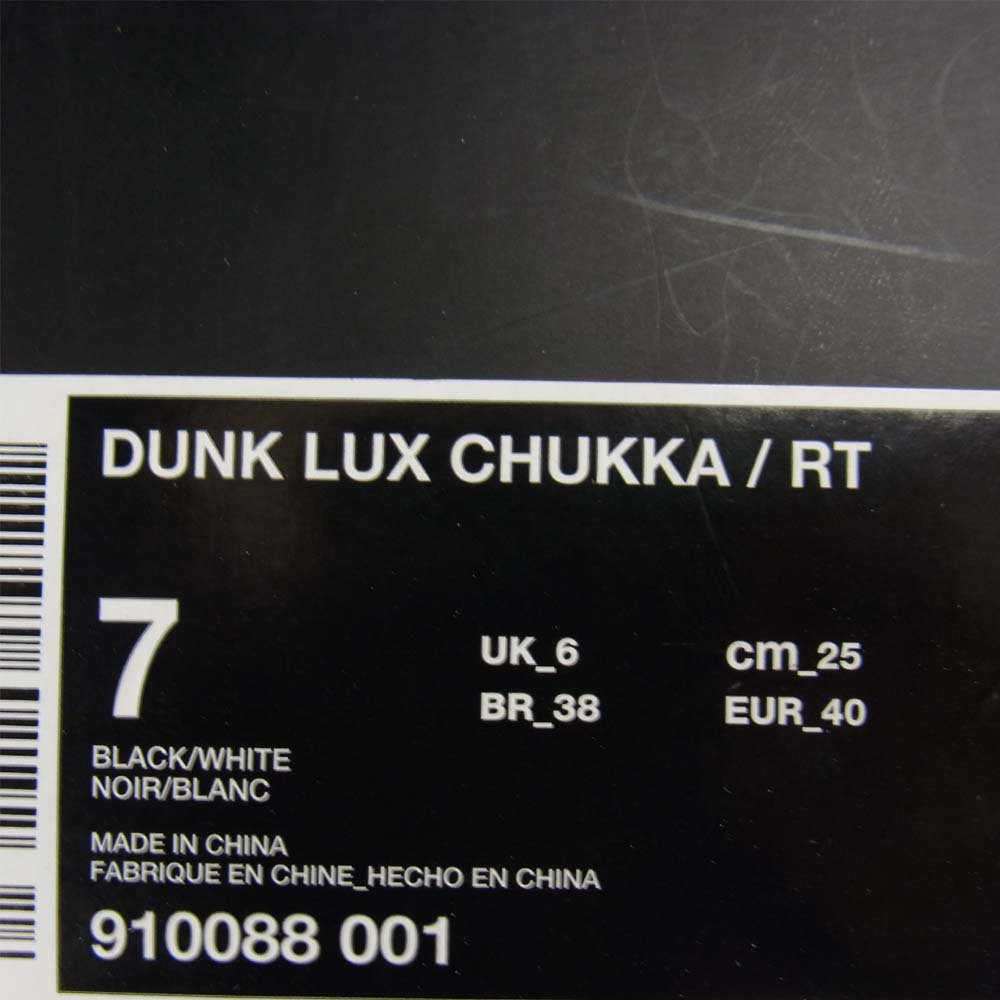 DUNK LUX CHUKKA / RT
7
UK_6 cm_25
BR_38 EUR_40
BLACK/WHITE
NOIR/BLANC
MADE IN CHINA
FABRIQUE EN CHINE_HECHO EN CHINA
910088 001